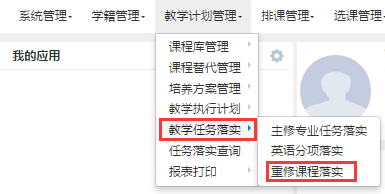 系统管理 学籍管理 教学计划管理 排课管理 选课管理
我的应用
课程库管理
课程替代管理
培养方案管理
教学执行计划
教学任务落实
任务落实查询
报表打印
主修专业任务落实
英语分项落实
重修课程落实